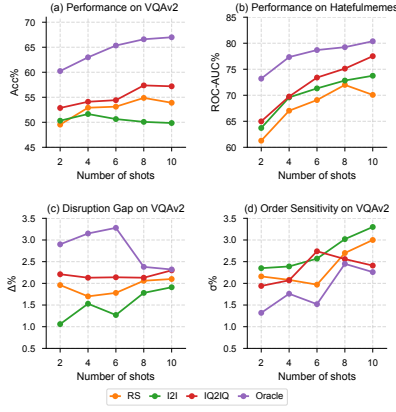 (a) Performance on VQAv2
Acc%
70
65
60
55
50
45
2 4 6 8 10
Number of shots
(b) Performance on Hatefulmemes
ROC-AUC%
85
80
75
70
65
60
2 4 6 8 10
Number of shots
(c) Disruption Gap on VQAv2
Δ%
3.5
3.0
2.5
2.0
1.5
1.0
0.5
2 4 6 8 10
Number of shots
(d) Order Sensitivity on VQAv2
σ%
3.5
3.0
2.5
2.0
1.5
1.0
0.5
2 4 6 8 10
Number of shots
RS I2I IQ2IQ Oracle